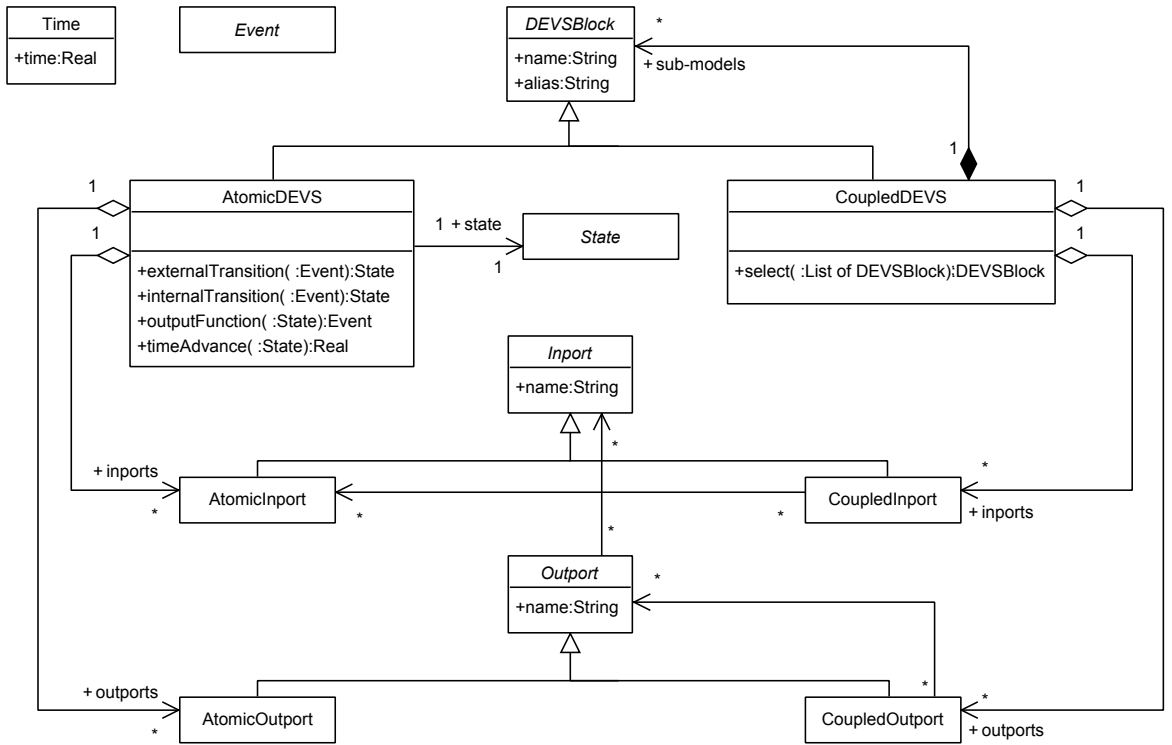 Time
+time:Real
Event
DEVSBlock
+name:String
+alias:String
*
+ sub-models
1
1
AtomicDEVS
1
+externalTransition( :Event):State
+internalTransition( :Event):State
+outputFunction( :State):Event
+timeAdvance( :State):Real
1 + state
1
State
CoupledDEVS
+select( :List of DEVSBlock):DEVSBlock
1
1
Inport
+name:String
*
+ inports
*
AtomicInport
*
*
CoupledInport
*
+ inports
*
Outport
+name:String
*
*
+ outports
*
AtomicOutport
CoupledOutport
*
+ outports